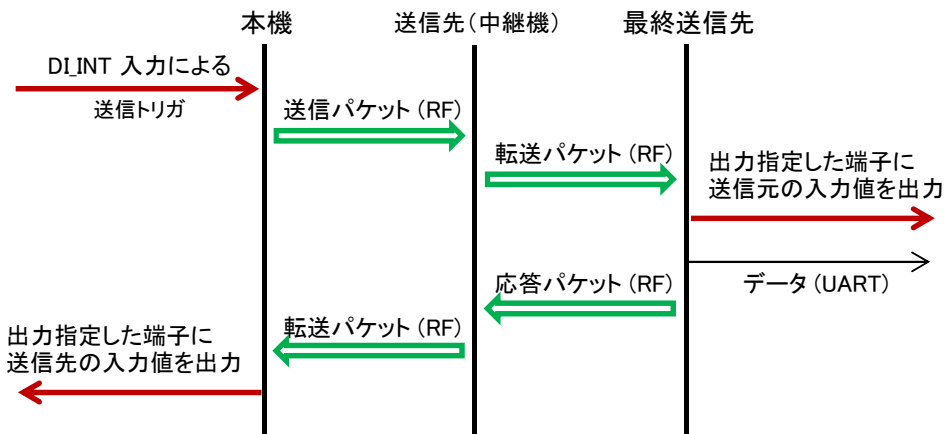 本機
送信先(中継機)
最終送信先
DI_INT 入力による
送信トリガ
送信パケット (RF)
転送パケット (RF)
出力指定した端子に
送信元の入力値を出力
データ (UART)
応答パケット (RF)
転送パケット (RF)
出力指定した端子に
送信先の入力値を出力